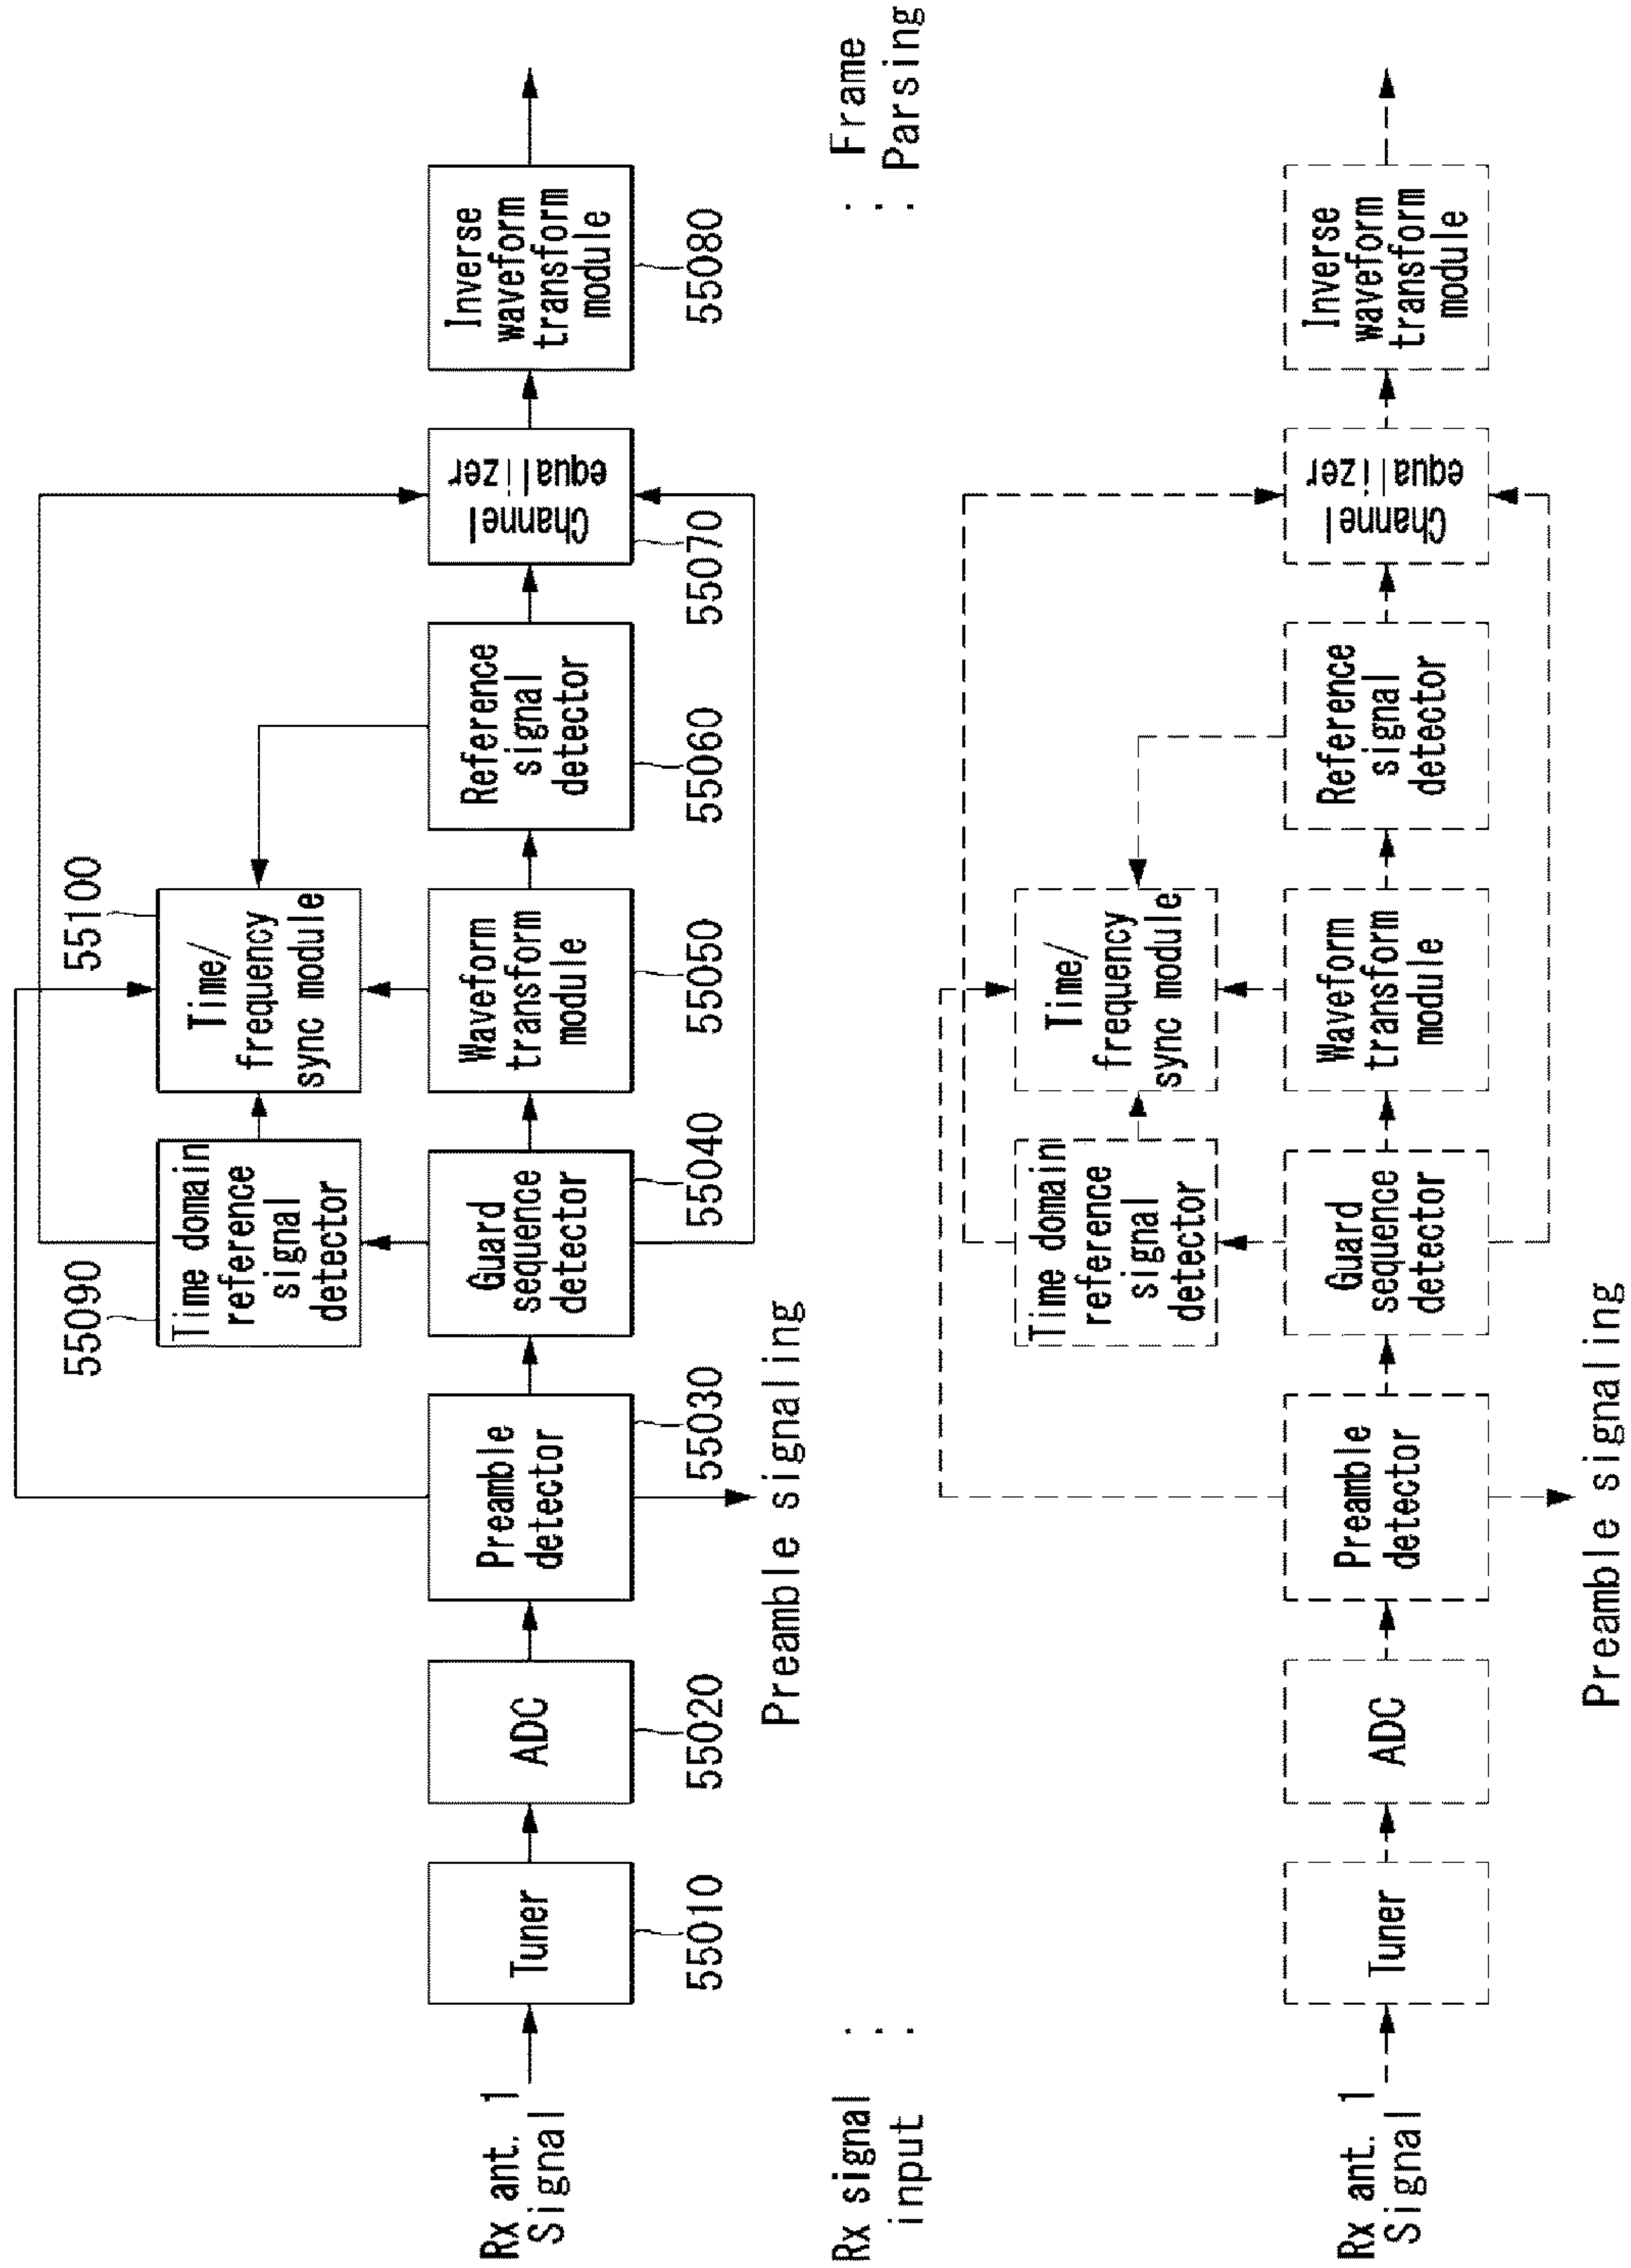 55090
55100
Time domain
reference
signal
detector
Time/
frequency
sync module
Rx ant. 1
Signal
Tuner
ADC
Preamble
detector
Guard
sequence
detector
Waveform
transform
module
Reference
signal
detector
Channel
equalizer
Inverse
waveform
transform
module
55010
55020
55030
55040
55050
55060
55070
55080
Preamble signaling
Rx signal
input
Frame
Parsing
Time domain
reference
signal
detector
Time/
frequency
sync module
Rx ant. 1
Signal
Tuner
ADC
Preamble
detector
Guard
sequence
detector
Waveform
transform
module
Reference
signal
detector
Channel
equalizer
Inverse
waveform
transform
module
Preamble signaling